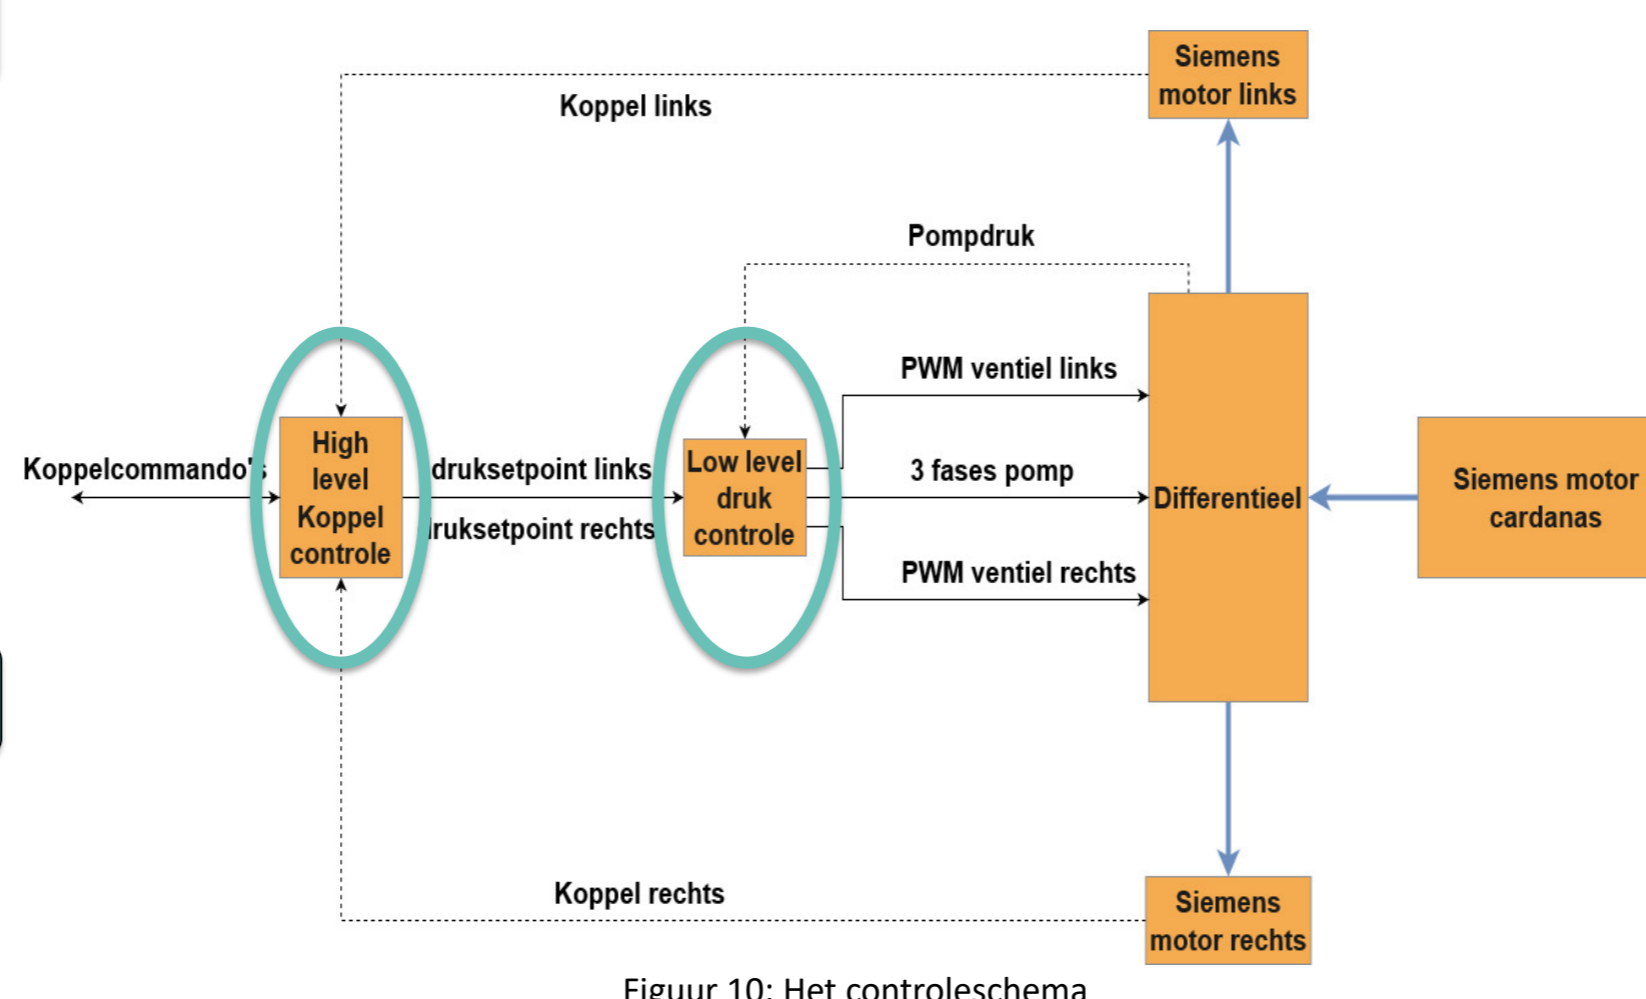 Siemens
motor links
Koppel links
Pompdruk
PWM ventiel links
High
level
Koppel
controle
Koppelcommando's
druksetpoint links
druksetpoint rechts
Low level
druk
controle
3 fases pomp
Differentieel
Siemens motor
cardanas
PWM ventiel rechts
Koppel rechts
Siemens
motor rechts
Figuur 10: Het controleschema